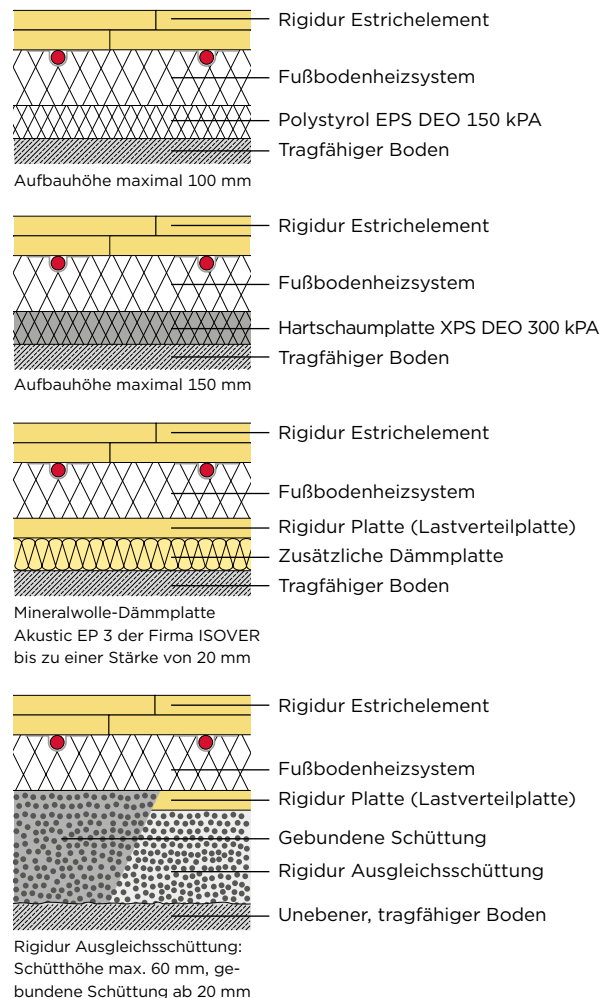 Rigidur Estrichelement
Fußbodenheizsystem
Polystyrol EPS DEO 150 kPA
Tragfähiger Boden
Aufbauhöhe maximal 100 mm
Rigidur Estrichelement
Fußbodenheizsystem
Hartschaumplatte XPS DEO 300 kPA
Tragfähiger Boden
Aufbauhöhe maximal 150 mm
Rigidur Estrichelement
Fußbodenheizsystem
Rigidur Platte (Lastverteilplatte)
Zusätzliche Dämmplatte
Tragfähiger Boden
Mineralwolle-Dämmplatte
Akustic EP 3 der Firma ISOVER
bis zu einer Stärke von 20 mm
Rigidur Estrichelement
Fußbodenheizsystem
Rigidur Platte (Lastverteilplatte)
Gebundene Schüttung
Rigidur Ausgleichsschüttung
Unebener, tragfähiger Boden
Rigidur Ausgleichsschüttung:
Schütthöhe max. 60 mm, ge-
bundene Schüttung ab 20 mm